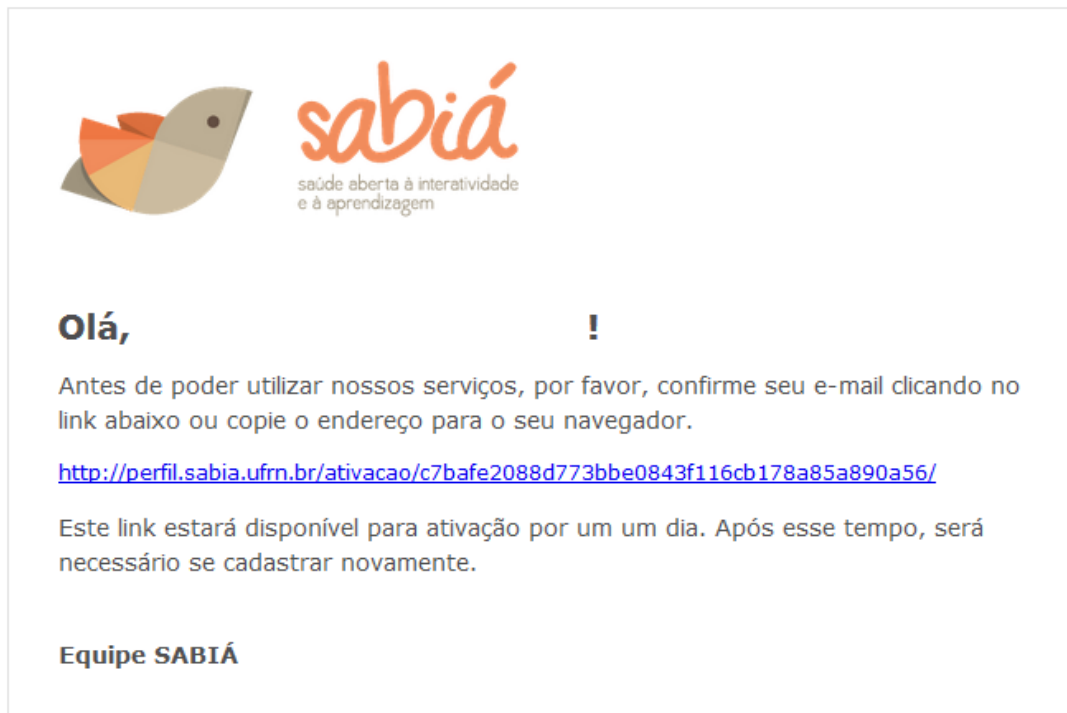 sabiá
saúde aberta à interatividade
e à aprendizagem
Olá, !
Antes de poder utilizar nossos serviços, por favor, confirme seu e-mail clicando no
link abaixo ou copie o endereço para o seu navegador.
http://perfil.sabia.ufrn.br/ativacao/c7bafe2088d773bbe0843f116cb178a85a890a56/
Este link estará disponível para ativação por um um dia. Após esse tempo, será
necessário se cadastrar novamente.
Equipe SABIÁ